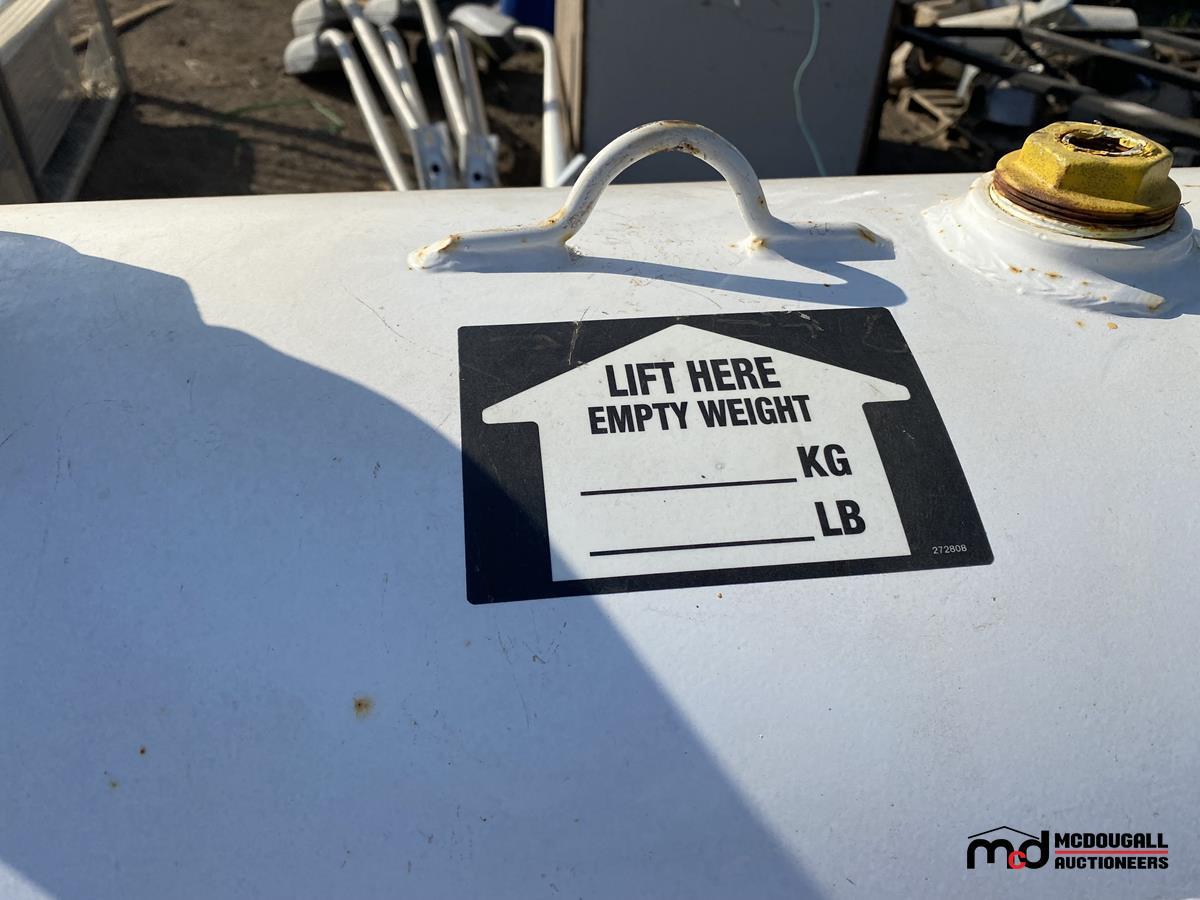 LIFT HERE
EMPTY WEIGHT
KG
LB
272808
mcd MCDOUGALL
AUCTIONEERS